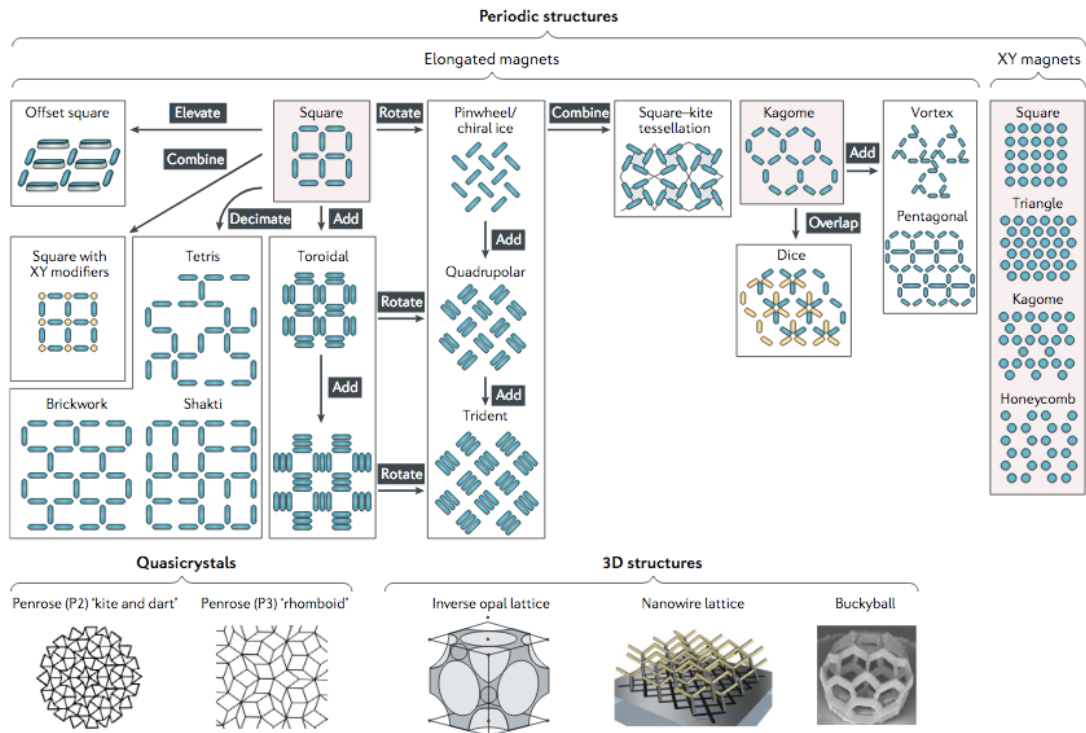 Periodic structures
Elongated magnets
XY magnets
Offset square
Elevate
Square
Rotate
Pinwheel/
chiral ice
Combine
Square–kite
tessellation
Kagome
Vortex
Square
Combine
Add
Decimate
Add
Triangle
Add
Overlap
Pentagonal
Square with
XY modifiers
Tetris
Toroidal
Rotate
Quadrupolar
Dice
Kagome
Add
Add
Brickwork
Shakti
Trident
Honeycomb
Rotate
Quasicrystals
3D structures
Penrose (P2) "kite and dart"
Penrose (P3) "rhomboid"
Inverse opal lattice
Nanowire lattice
Buckyball